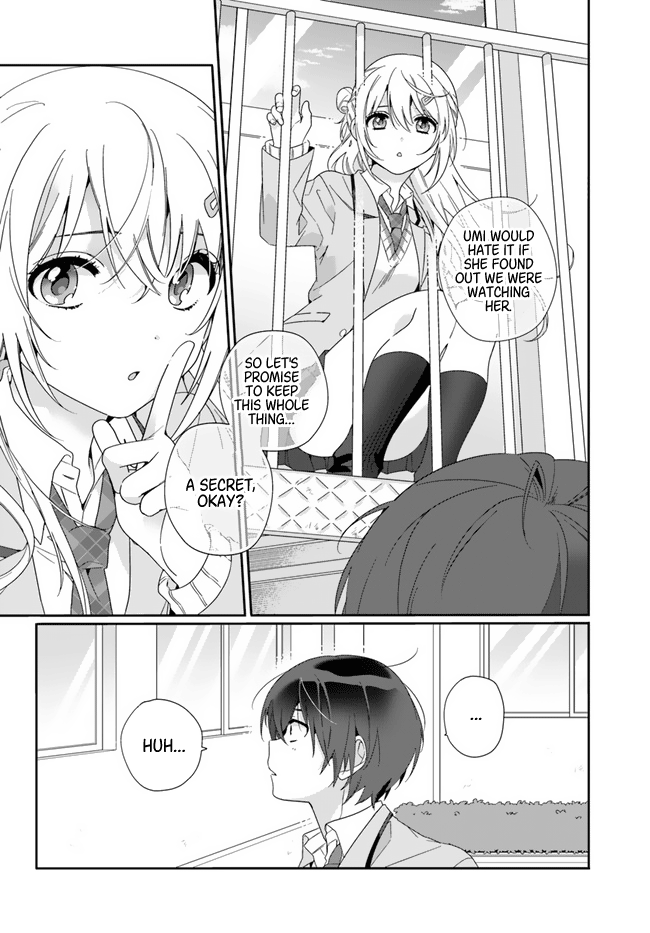 UMI WOULD
HATE IT IF
SHE FOUND
OUT WE WERE
WATCHING
HER.
SO LET'S
PROMISE
TO KEEP
THIS WHOLE
THING...
A SECRET,
OKAY?
...
HUH...